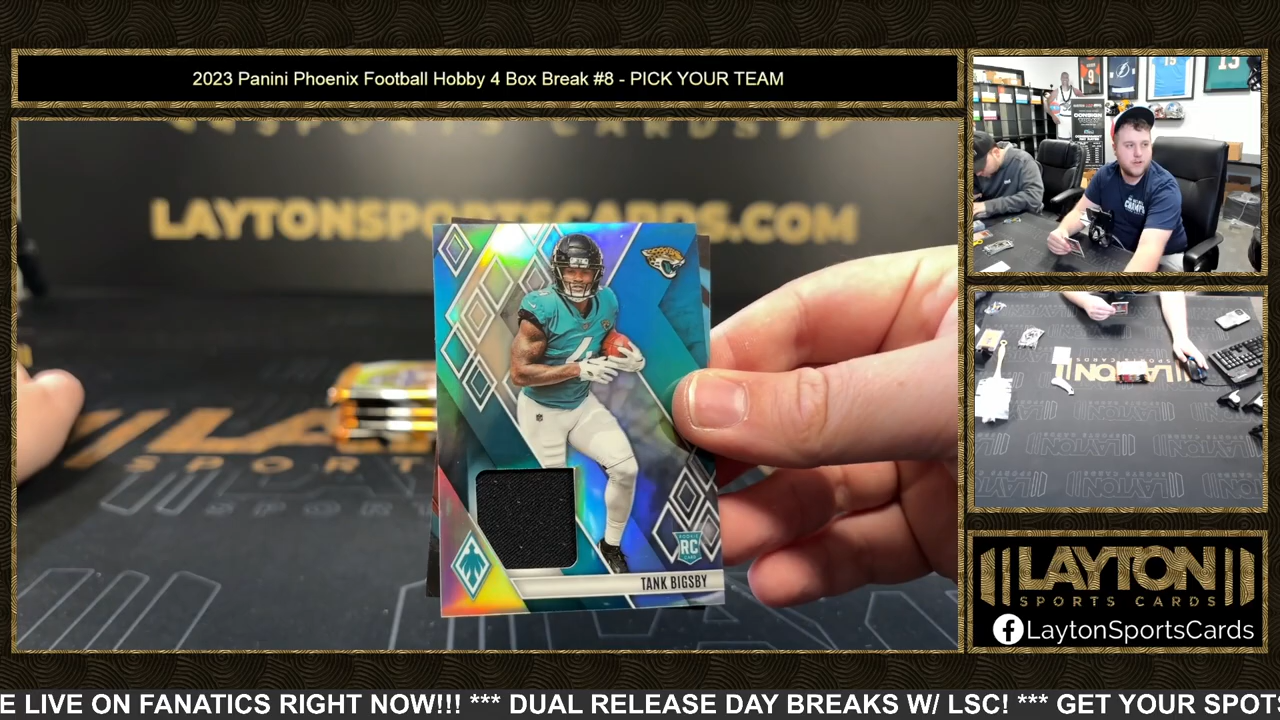 2023 Panini Phoenix Football Hobby 4 Box Break #8 - PICK YOUR TEAM
LAYTONSPORTSCARDS.COM
4
RC
TANK BIGSBY
LAYTON
SPORTS CARDS
LaytonSportsCards
E LIVE ON FANATICS RIGHT NOW!!! *** DUAL RELEASE DAY BREAKS W/ LSC! *** GET YOUR SPOTS